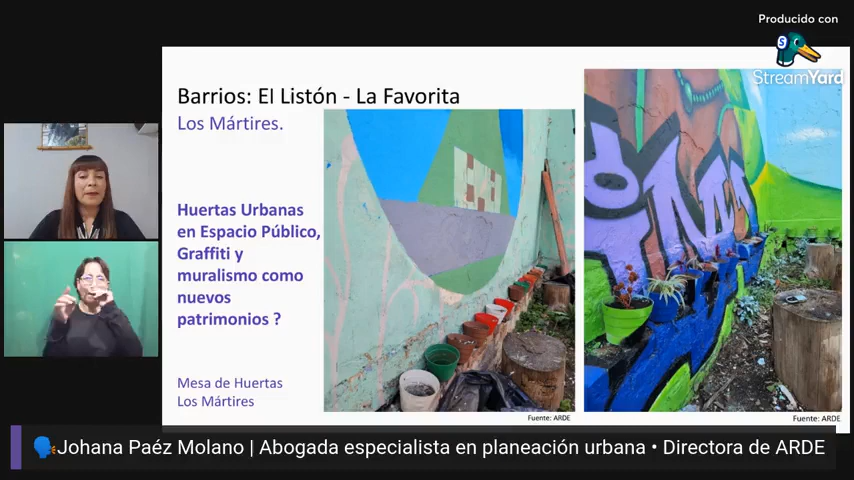 Producido con
StreamYard
Barrios: El Listón - La Favorita
Los Mártires.
Huertas Urbanas
en Espacio Público,
Graffiti y
muralismo como
nuevos
patrimonios ?
Mesa de Huertas
Los Mártires
Fuente: ARDE
Fuente: ARDE
Johana Paéz Molano | Abogada especialista en planeación urbana • Directora de ARDE